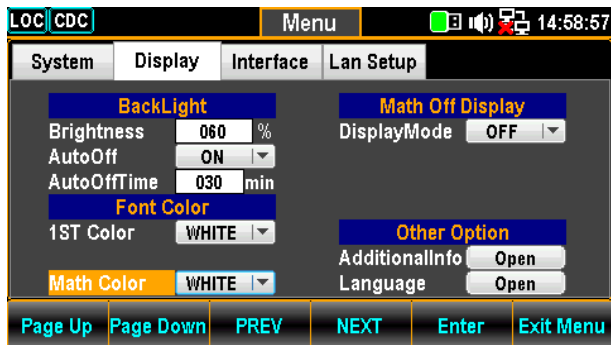 LOC CDC Menu 14:58:57
System Display Interface Lan Setup
BackLight
Brightness 060 %
AutoOff ON
AutoOffTime 030 min
Font Color
1ST Color WHITE
Math Color WHITE
Math Off Display
DisplayMode OFF
Other Option
AdditionalInfo Open
Language Open
Page Up Page Down PREV NEXT Enter Exit Menu